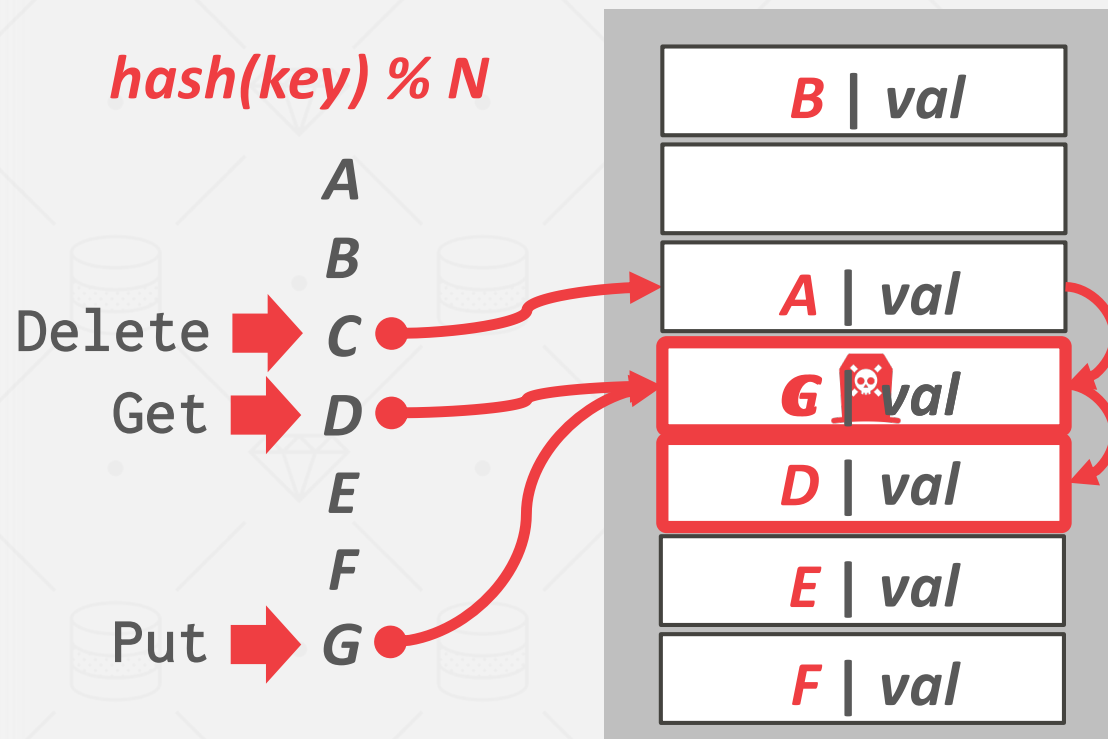 hash(key) % N
A
B
Delete C
Get D
E
F
Put G
B | val
A | val
G | val
D | val
E | val
F | val